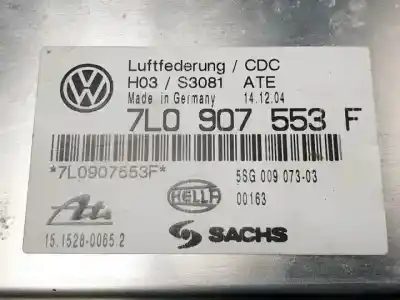 Luftfederung / CDC
H03 / S3081 ATE
Made in Germany 14.12.04
7L0 907 553 F
*7L0907553F*
5SG 009 073-03
HELLA 00163
Ate
SACHS
15.1528-0065.2